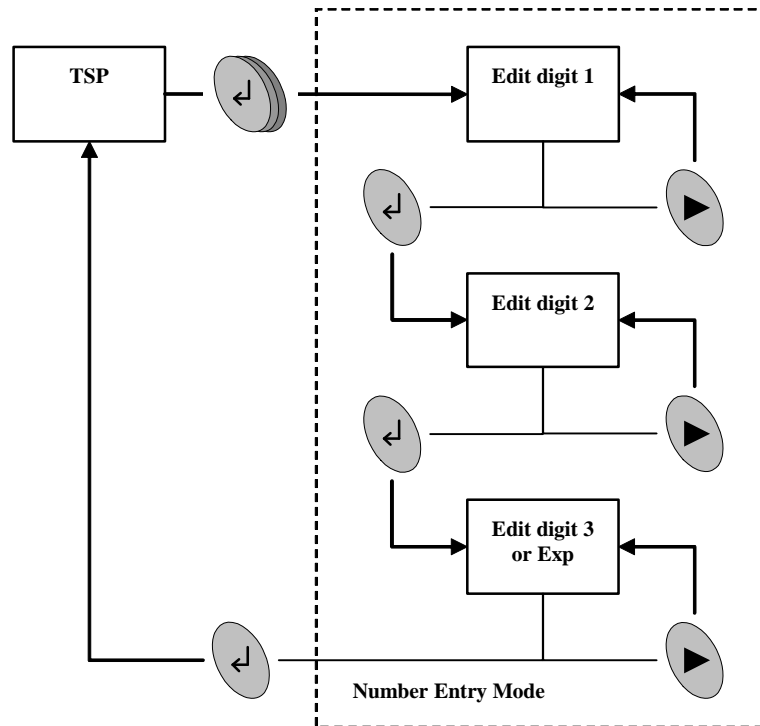 TSP
Edit digit 1
Edit digit 2
Edit digit 3
or Exp
Number Entry Mode